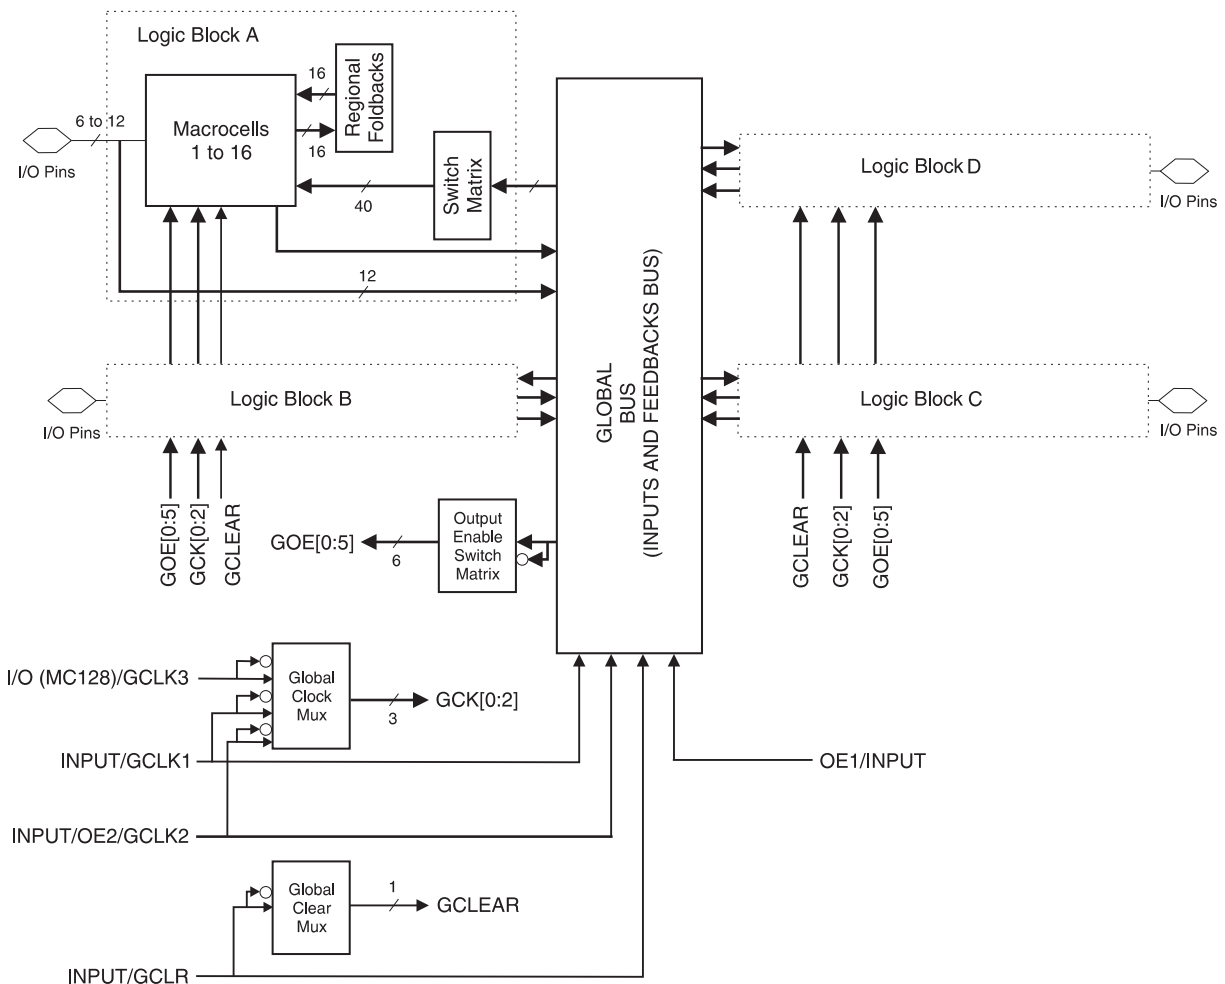 Logic Block A
16
Regional
Foldbacks
6 to 12
Macrocells
1 to 16
16
I/O Pins
Switch
Matrix
40
12
Logic Block D
I/O Pins
GLOBAL
BUS
(INPUTS AND FEEDBACKS BUS)
Logic Block B
I/O Pins
Logic Block C
I/O Pins
GOE[0:5]
GCK[0:2]
GCLEAR
GCLEAR
GCK[0:2]
GOE[0:5]
GOE[0:5]
6
Output
Enable
Switch
Matrix
I/O (MC128)/GCLK3
Global
Clock
Mux
3
GCK[0:2]
INPUT/GCLK1
OE1/INPUT
INPUT/OE2/GCLK2
Global
Clear
Mux
1
GCLEAR
INPUT/GCLR